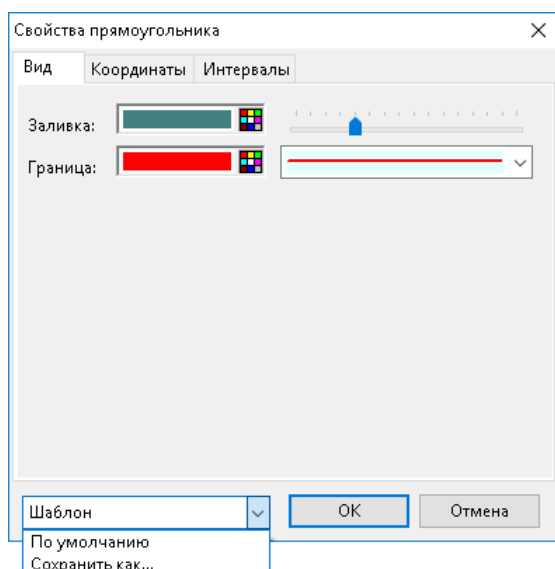 Свойства прямоугольника
Вид Координаты Интервалы
Заливка:
Граница:
Шаблон OK Отмена
По умолчанию
Сохранить как...